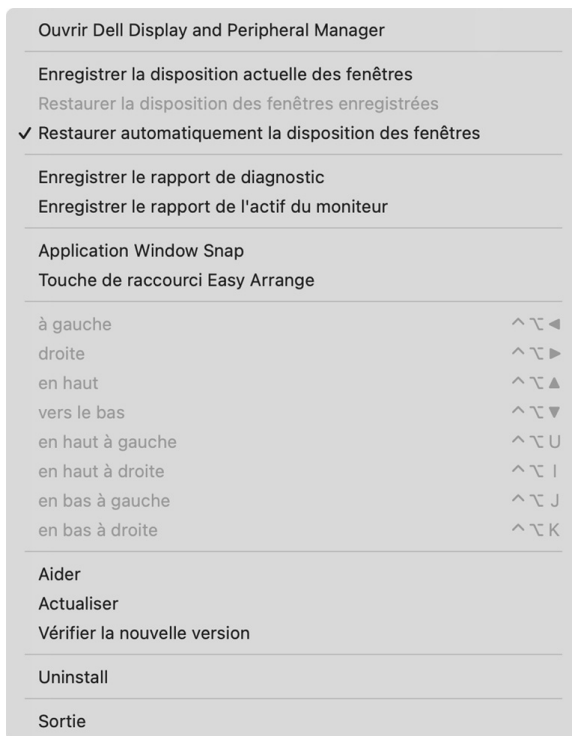 Ouvrir Dell Display and Peripheral Manager
Enregistrer la disposition actuelle des fenêtres
Restaurer la disposition des fenêtres enregistrées
✓ Restaurer automatiquement la disposition des fenêtres
Enregistrer le rapport de diagnostic
Enregistrer le rapport de l'actif du moniteur
Application Window Snap
Touche de raccourci Easy Arrange
à gauche ^⌥◀
droite ^⌥▶
en haut ^⌥▲
vers le bas ^⌥▼
en haut à gauche ^⌥U
en haut à droite ^⌥I
en bas à gauche ^⌥J
en bas à droite ^⌥K
Aider
Actualiser
Vérifier la nouvelle version
Uninstall
Sortie